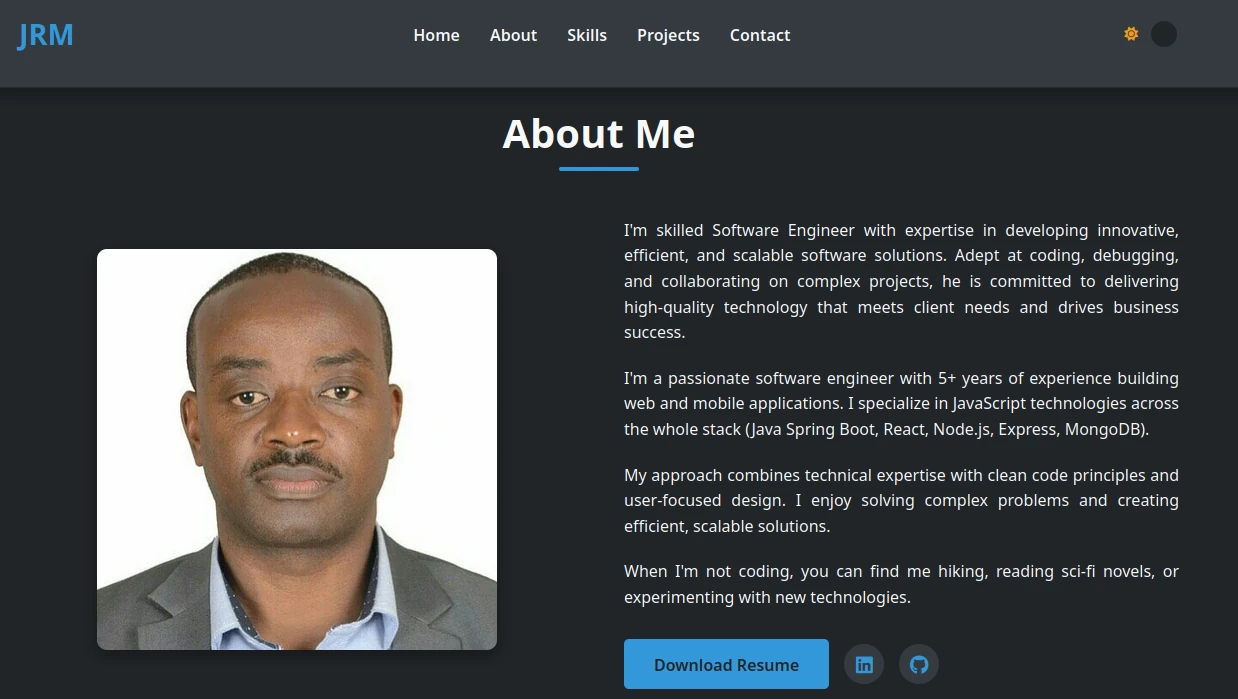 JRM
Home About Skills Projects Contact
About Me
I'm skilled Software Engineer with expertise in developing innovative,
efficient, and scalable software solutions. Adept at coding, debugging,
and collaborating on complex projects, he is committed to delivering
high-quality technology that meets client needs and drives business
success.
I'm a passionate software engineer with 5+ years of experience building
web and mobile applications. I specialize in JavaScript technologies across
the whole stack (Java Spring Boot, React, Node.js, Express, MongoDB).
My approach combines technical expertise with clean code principles and
user-focused design. I enjoy solving complex problems and creating
efficient, scalable solutions.
When I'm not coding, you can find me hiking, reading sci-fi novels, or
experimenting with new technologies.
Download Resume